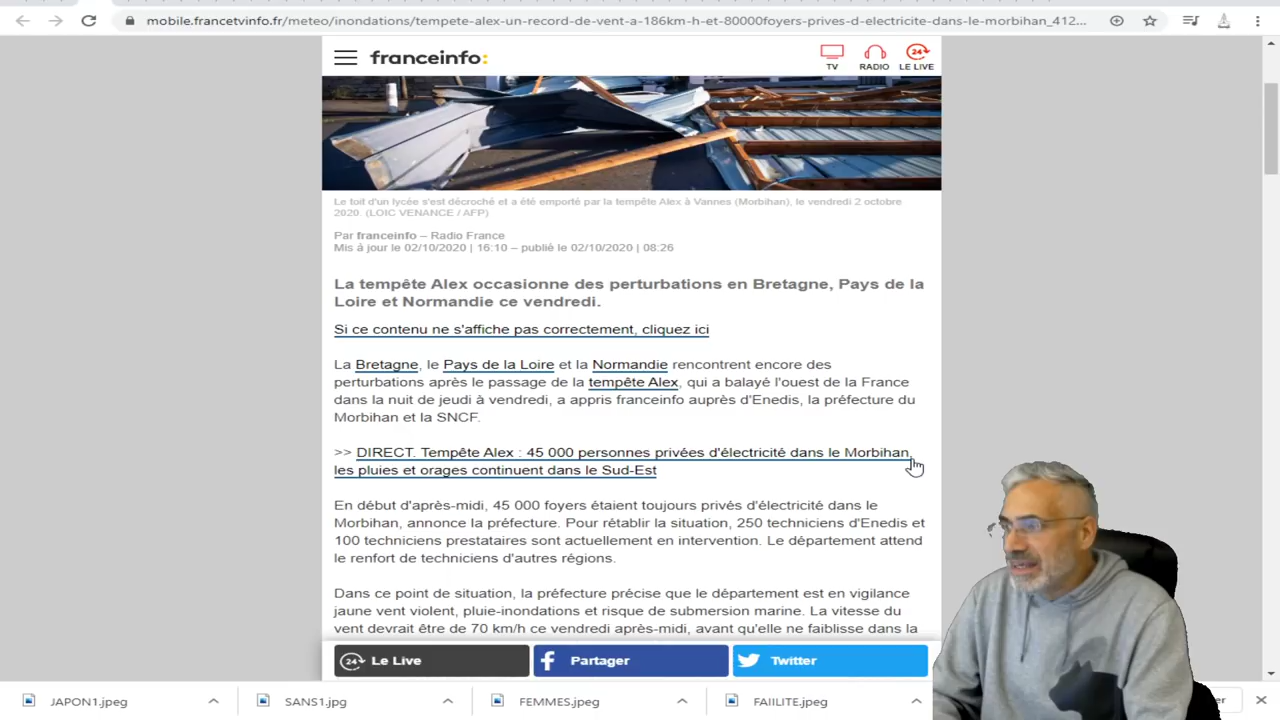 mobile.francetvinfo.fr/meteo/inondations/tempete-alex-un-record-de-vent-a-186km-h-et-80000foyers-prives-d-electricite-dans-le-morbihan_412...
franceinfo:
TV
RADIO
24
LE LIVE
Le toit d'un lycée s'est décroché et a été emporté par la tempête Alex à Vannes (Morbihan), le vendredi 2 octobre
2020. (LOIC VENANCE / AFP)
Par franceinfo – Radio France
Mis à jour le 02/10/2020 | 16:10 – publié le 02/10/2020 | 08:26
La tempête Alex occasionne des perturbations en Bretagne, Pays de la
Loire et Normandie ce vendredi.
Si ce contenu ne s'affiche pas correctement, cliquez ici
La Bretagne, le Pays de la Loire et la Normandie rencontrent encore des
perturbations après le passage de la tempête Alex, qui a balayé l'ouest de la France
dans la nuit de jeudi à vendredi, a appris franceinfo auprès d'Enedis, la préfecture du
Morbihan et la SNCF.
>> DIRECT. Tempête Alex : 45 000 personnes privées d'électricité dans le Morbihan,
les pluies et orages continuent dans le Sud-Est
En début d'après-midi, 45 000 foyers étaient toujours privés d'électricité dans le
Morbihan, annonce la préfecture. Pour rétablir la situation, 250 techniciens d'Enedis et
100 techniciens prestataires sont actuellement en intervention. Le département attend
le renfort de techniciens d'autres régions.
Dans ce point de situation, la préfecture précise que le département est en vigilance
jaune vent violent, pluie-inondations et risque de submersion marine. La vitesse du
vent devrait être de 70 km/h ce vendredi après-midi, avant qu'elle ne faiblisse dans la
24 Le Live
Partager
Twitter
JAPON1.jpeg
SANS1.jpg
FEMMES.jpeg
FAIILITE.jpeg